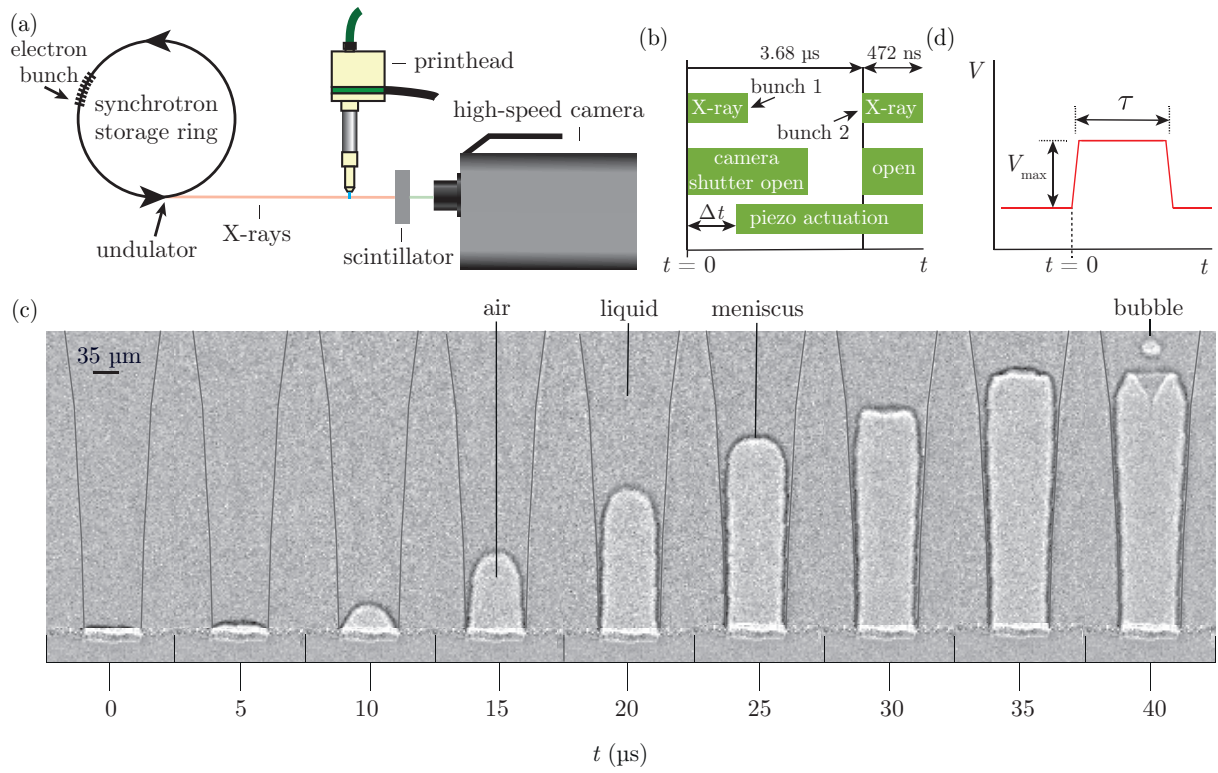 (a)
electron
bunch
synchrotron
storage ring
undulator
X-rays
printhead
high-speed camera
scintillator
(b)
3.68 µs
472 ns
X-ray
bunch 1
bunch 2
X-ray
camera
shutter open
open
Δt
piezo actuation
t = 0
t
(d)
V
τ
Vmax
t = 0
t
(c)
air
liquid
meniscus
bubble
35 µm
0
5
10
15
20
25
30
35
40
t (µs)